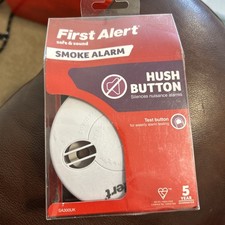 First Alert
safe & sound
SMOKE ALARM
HUSH
BUTTON
Silences nuisance alarms
Test button
5
YEAR